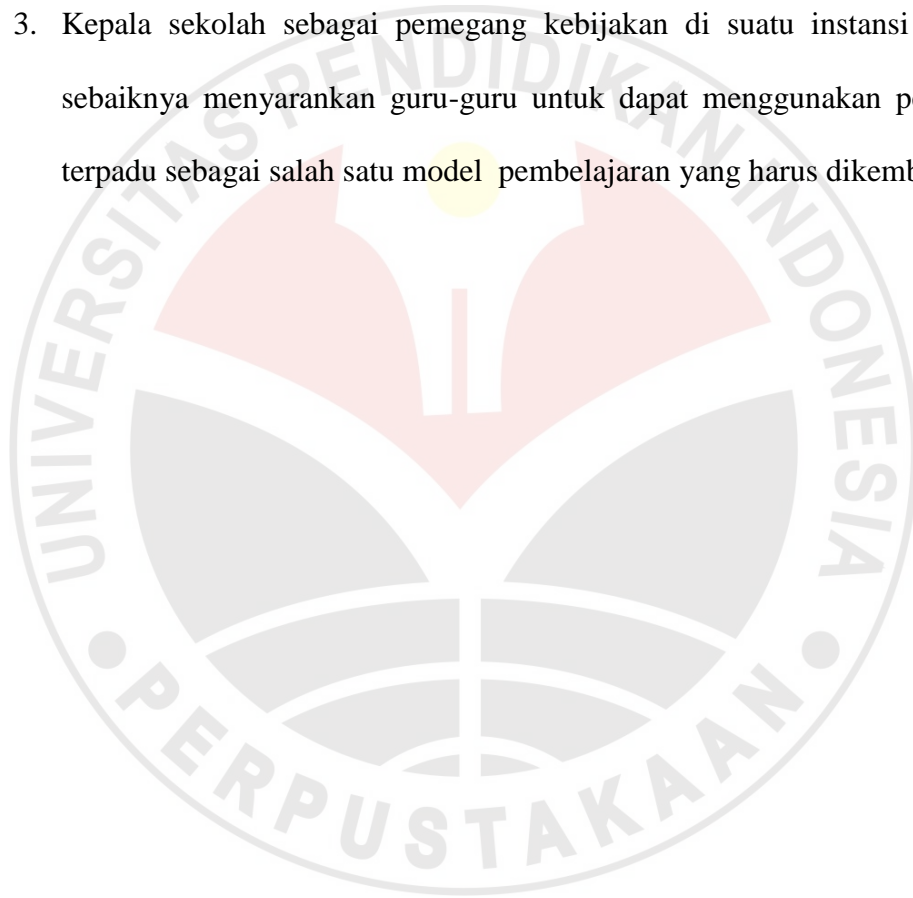 3. Kepala sekolah sebagai pemegang kebijakan di suatu instansi
sebaiknya menyarankan guru-guru untuk dapat menggunakan
terpadu sebagai salah satu model pembelajaran yang harus
UNIVERSITAS PENDIDIKAN INDONESIA
PERPUSTAKAAN